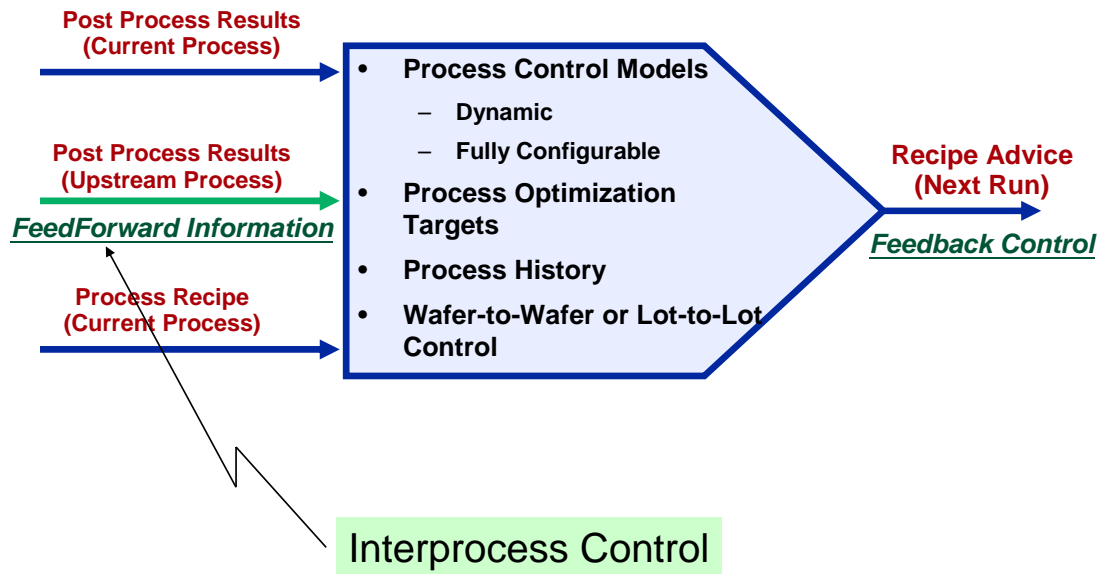 Post Process Results
(Current Process)
Post Process Results
(Upstream Process)
FeedForward Information
Process Recipe
(Current Process)
• Process Control Models
– Dynamic
– Fully Configurable
• Process Optimization
Targets
• Process History
• Wafer-to-Wafer or Lot-to-Lot
Control
Recipe Advice
(Next Run)
Feedback Control
Interprocess Control